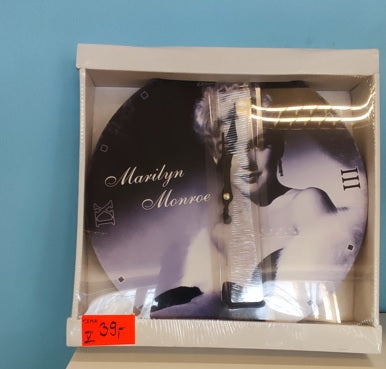 Marilyn
Monroe
III
IX
V 39,-